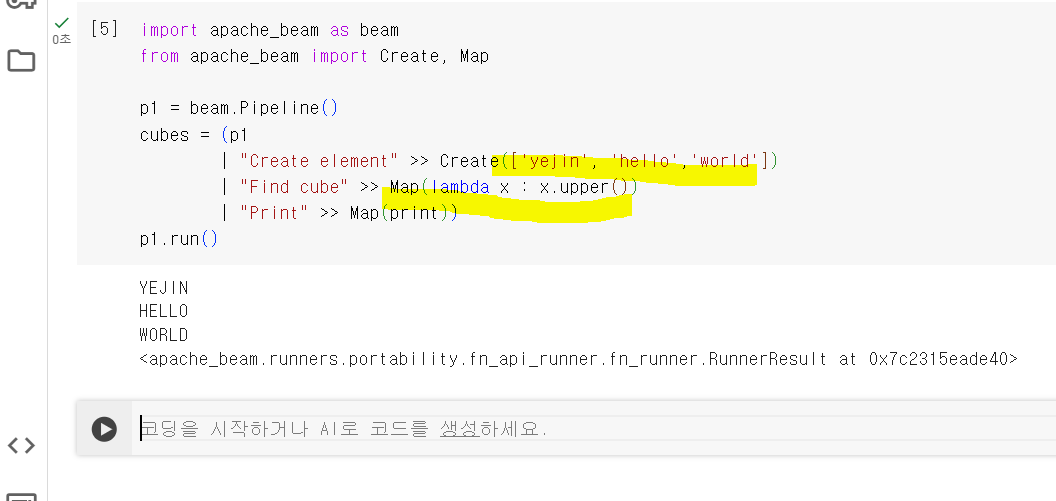 [5] import apache_beam as beam
0초
from apache_beam import Create, Map
p1 = beam.Pipeline()
cubes = (p1
| "Create element" >> Create(['yejin', 'hello','world'])
| "Find cube" >> Map(lambda x : x.upper())
| "Print" >> Map(print))
p1.run()
YEJIN
HELLO
WORLD
<apache_beam.runners.portability.fn_api_runner.fn_runner.RunnerResult at 0x7c2315eade40>
코딩을 시작하거나 AI로 코드를 생성하세요.